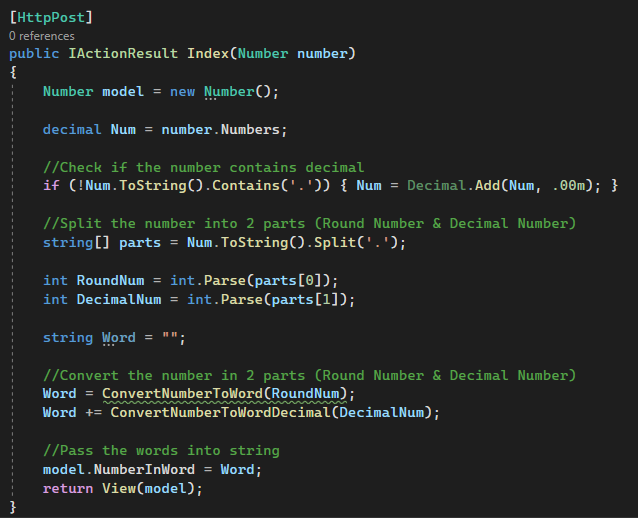 [HttpPost]
0 references
public IActionResult Index(Number number)
{
    Number model = new Number();
    decimal Num = number.Numbers;
    //Check if the number contains decimal
    if (!Num.ToString().Contains('.')) { Num = Decimal.Add(Num, .00m); }
    //Split the number into 2 parts (Round Number & Decimal Number)
    string[] parts = Num.ToString().Split('.');
    int RoundNum = int.Parse(parts[0]);
    int DecimalNum = int.Parse(parts[1]);
    string Word = "";
    //Convert the number in 2 parts (Round Number & Decimal Number)
    Word = ConvertNumberToWord(RoundNum);
    Word += ConvertNumberToWordDecimal(DecimalNum);
    //Pass the words into string
    model.NumberInWord = Word;
    return View(model);
}